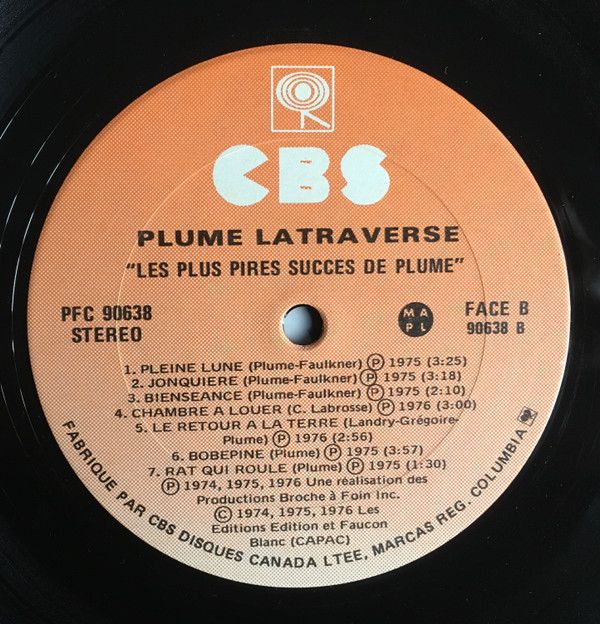 CBS
PLUME LATRAVERSE
"LES PLUS PIRES SUCCES DE PLUME"
PFC 90638
STEREO
MA
PL
FACE B
90638 B
1. PLEINE LUNE (Plume-Faulkner) Ⓟ 1975 (3:25)
2. JONQUIERE (Plume-Faulkner) Ⓟ 1975 (3:18)
3. BIENSEANCE (Plume-Faulkner) Ⓟ 1975 (2:10)
4. CHAMBRE A LOUER (C. Labrosse) Ⓟ 1976 (3:00)
5. LE RETOUR A LA TERRE (Landry-Grégoire-
Plume) Ⓟ 1976 (2:56)
6. BOBEPINE (Plume) Ⓟ 1975 (3:57)
7. RAT QUI ROULE (Plume) Ⓟ 1975 (1:30)
Ⓟ 1974, 1975, 1976 Une réalisation des
Productions Broche à Foin Inc.
© 1974, 1975, 1976 Les
Editions Edition et Faucon
Blanc (CAPAC)
FABRIQUE PAR CBS DISQUES CANADA LTEE, MARCAS REG. COLUMBIA